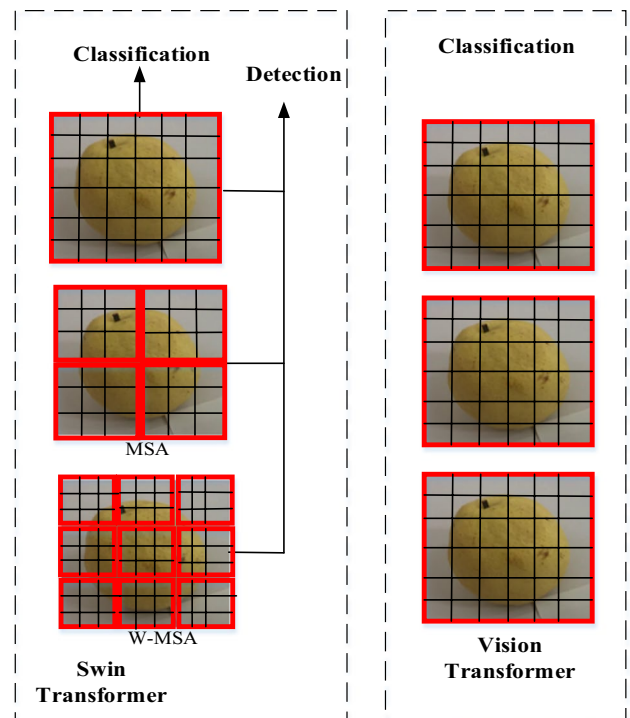 Classification
Detection
MSA
W-MSA
Swin
Transformer
Classification
Vision
Transformer